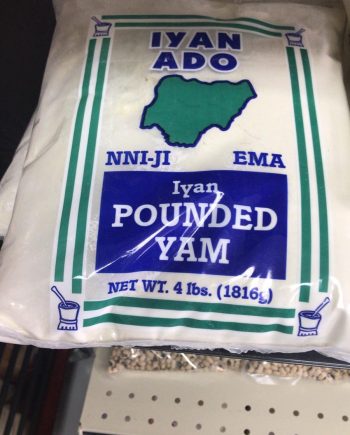 IYAN
ADO
NNI-JI EMA
Iyan
POUNDED
YAM
NET WT. 4 lbs. (1816g)